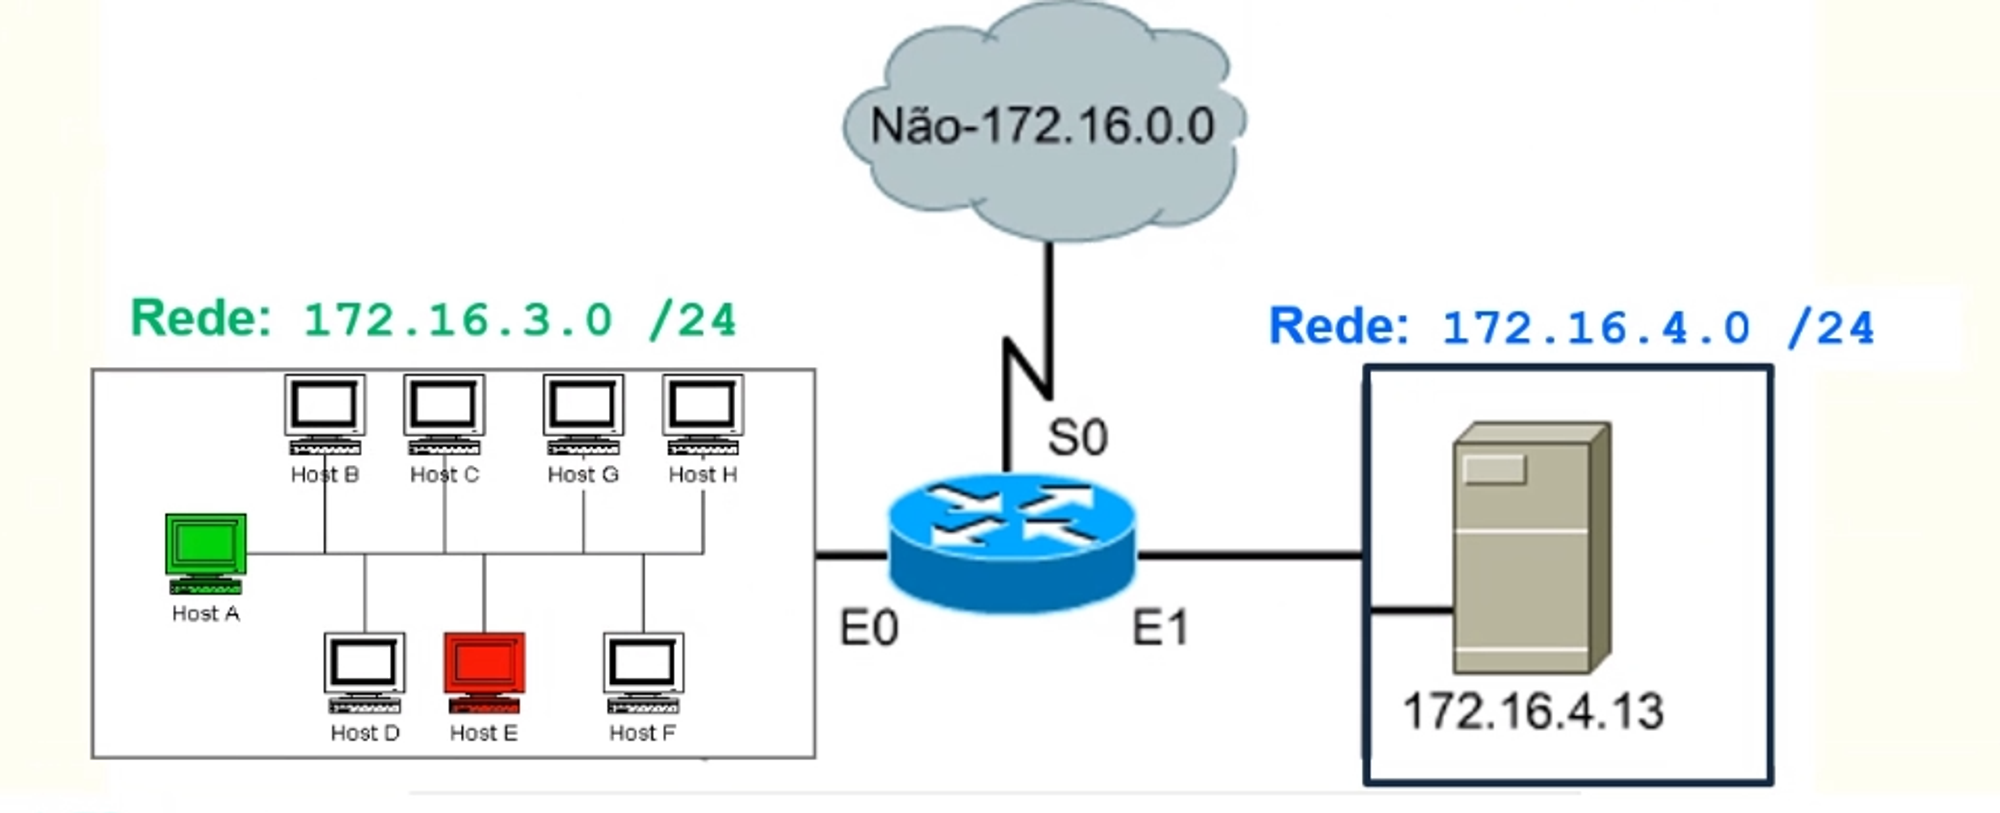 Não-172.16.0.0
Rede: 172.16.3.0 /24
Rede: 172.16.4.0 /24
S0
Host B
Host C
Host G
Host H
Host A
E0
E1
Host D
Host E
Host F
172.16.4.13